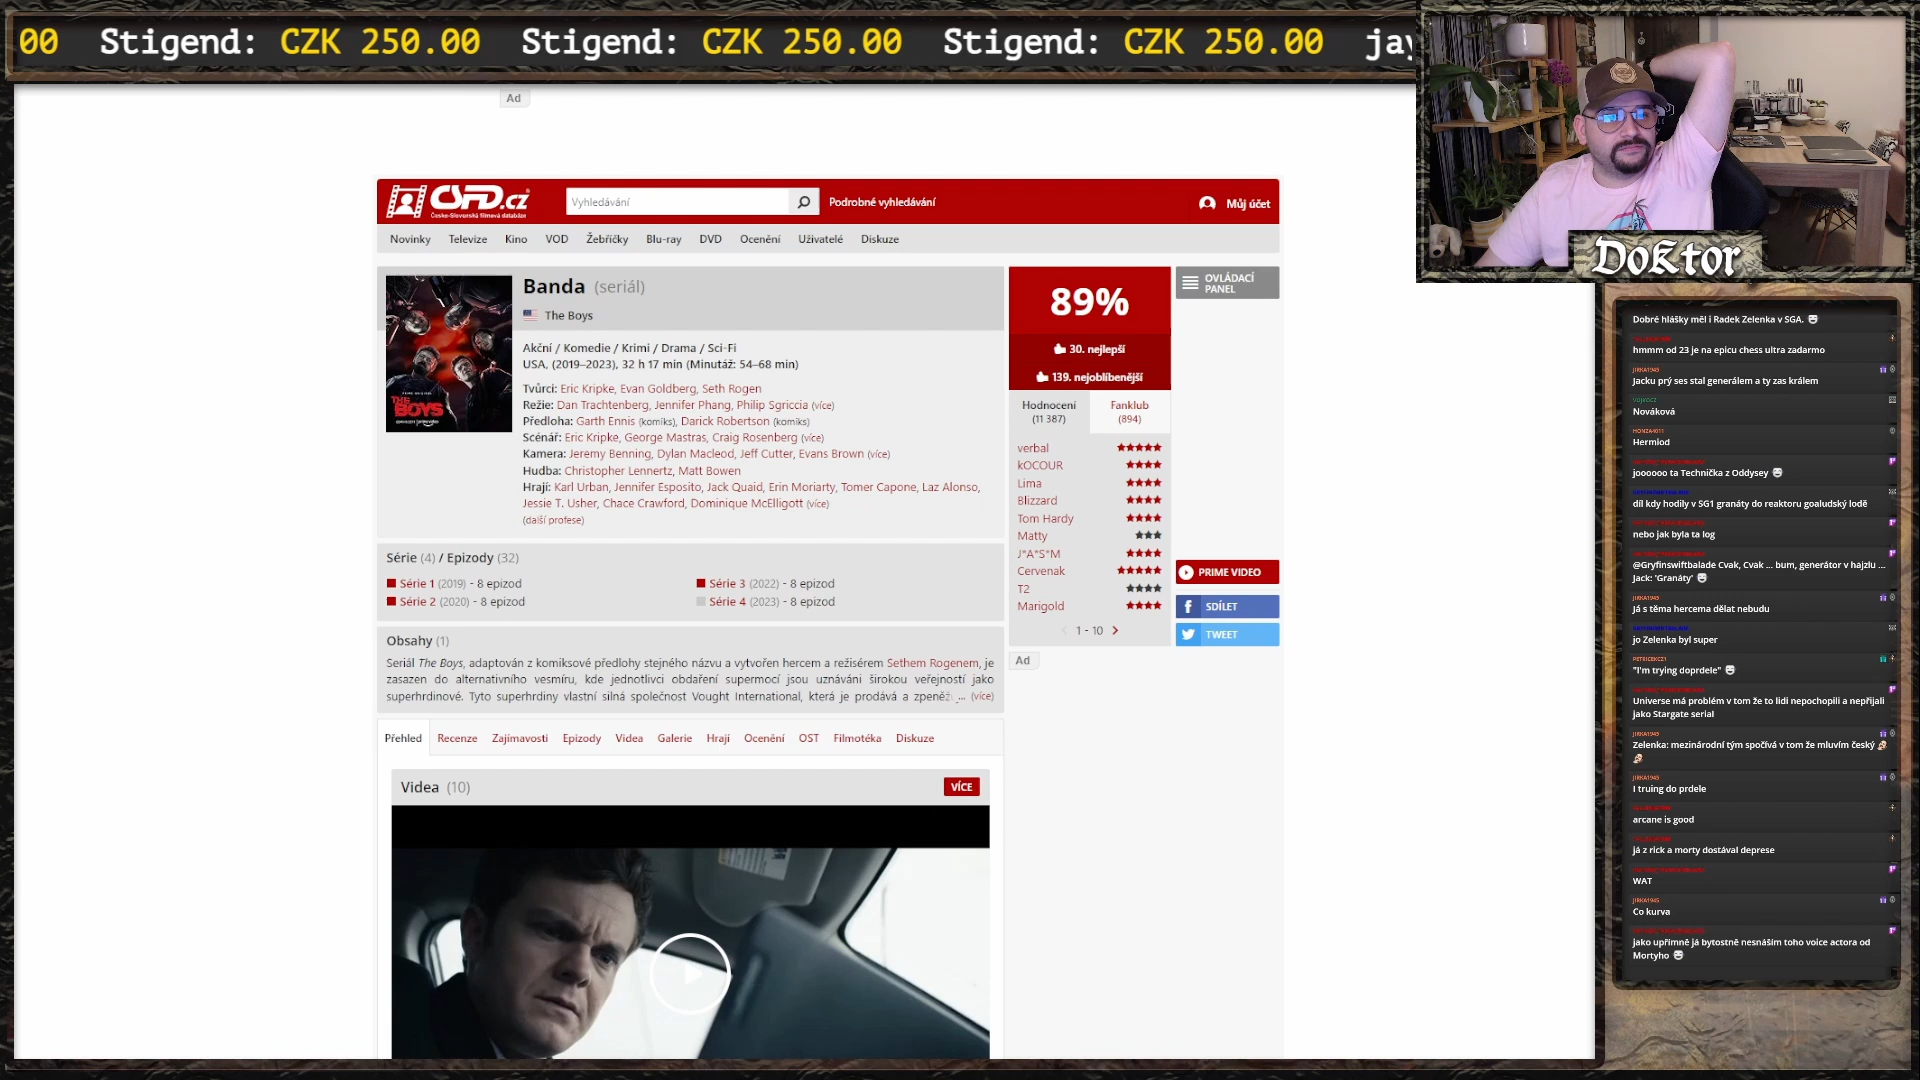 00 Stigend: CZK 250.00 Stigend: CZK 250.00 Stigend: CZK 250.00 jay
Ad
ČSFD.cz
Česko-Slovenská filmová databáze
Vyhledávání
Podrobné vyhledávání
Můj účet
Novinky Televize Kino VOD Žebříčky Blu-ray DVD Ocenění Uživatelé Diskuze
Banda (seriál)
The Boys
Akční / Komedie / Krimi / Drama / Sci-Fi
USA, (2019–2023), 32 h 17 min (Minutáž: 54–68 min)
Tvůrci: Eric Kripke, Evan Goldberg, Seth Rogen
Režie: Dan Trachtenberg, Jennifer Phang, Philip Sgriccia (více)
Předloha: Garth Ennis (komiks), Darick Robertson (komiks)
Scénář: Eric Kripke, George Mastras, Craig Rosenberg (více)
Kamera: Jeremy Benning, Dylan Macleod, Jeff Cutter, Evans Brown (více)
Hudba: Christopher Lennertz, Matt Bowen
Hrají: Karl Urban, Jennifer Esposito, Jack Quaid, Erin Moriarty, Tomer Capone, Laz Alonso,
Jessie T. Usher, Chace Crawford, Dominique McElligott (více)
(další profese)
THE BOYS
Série (4) / Epizody (32)
Série 1 (2019) - 8 epizod
Série 2 (2020) - 8 epizod
Série 3 (2022) - 8 epizod
Série 4 (2023) - 8 epizod
Obsahy (1)
Seriál The Boys, adaptován z komiksové předlohy stejného názvu a vytvořen hercem a režisérem Sethem Rogenem, je
zasazen do alternativního vesmíru, kde jednotlivci obdaření supermocí jsou uznáváni širokou veřejností jako
superhrdinové. Tyto superhrdiny vlastní silná společnost Vought International, která je prodává a zpeněž... (více)
Přehled Recenze Zajímavosti Epizody Videa Galerie Hrají Ocenění OST Filmotéka Diskuze
Videa (10)
VÍCE
89%
30. nejlepší
139. nejoblíbenější
Hodnocení
(11 387)
Fanklub
(894)
verbal
kOCOUR
Lima
Blizzard
Tom Hardy
Matty
J*A*S*M
Cervenak
T2
Marigold
1 - 10
Ad
OVLÁDACÍ
PANEL
PRIME VIDEO
SDÍLET
TWEET
Doktor
Dobré hlášky měl i Radek Zelenka v SGA.
hmmm od 23 je na epicu chess ultra zadarmo
JIRKA1945
Jacku prý ses stal generálem a ty zas králem
Nováková
HONZA4011
Hermiod
joooooo ta Technička z Oddysey
díl kdy hodily v SG1 granáty do reaktoru goaludský lodě
nebo jak byla ta log
@Gryfinswiftbalade Cvak, Cvak ... bum, generátor v hajzlu ...
Jack: 'Granáty'
JIRKA1945
Já s těma hercema dělat nebudu
jo Zelenka byl super
PETRICEKCZ1
"I'm trying doprdele"
Universe má problém v tom že to lidi nepochopili a nepřijali
jako Stargate serial
JIRKA1945
Zelenka: mezinárodní tým spočívá v tom že mluvím český
JIRKA1945
I truing do prdele
arcane is good
já z rick a morty dostával deprese
WAT
JIRKA1945
Co kurva
jako upřimně já bytostně nesnáším toho voice actora od
Mortyho